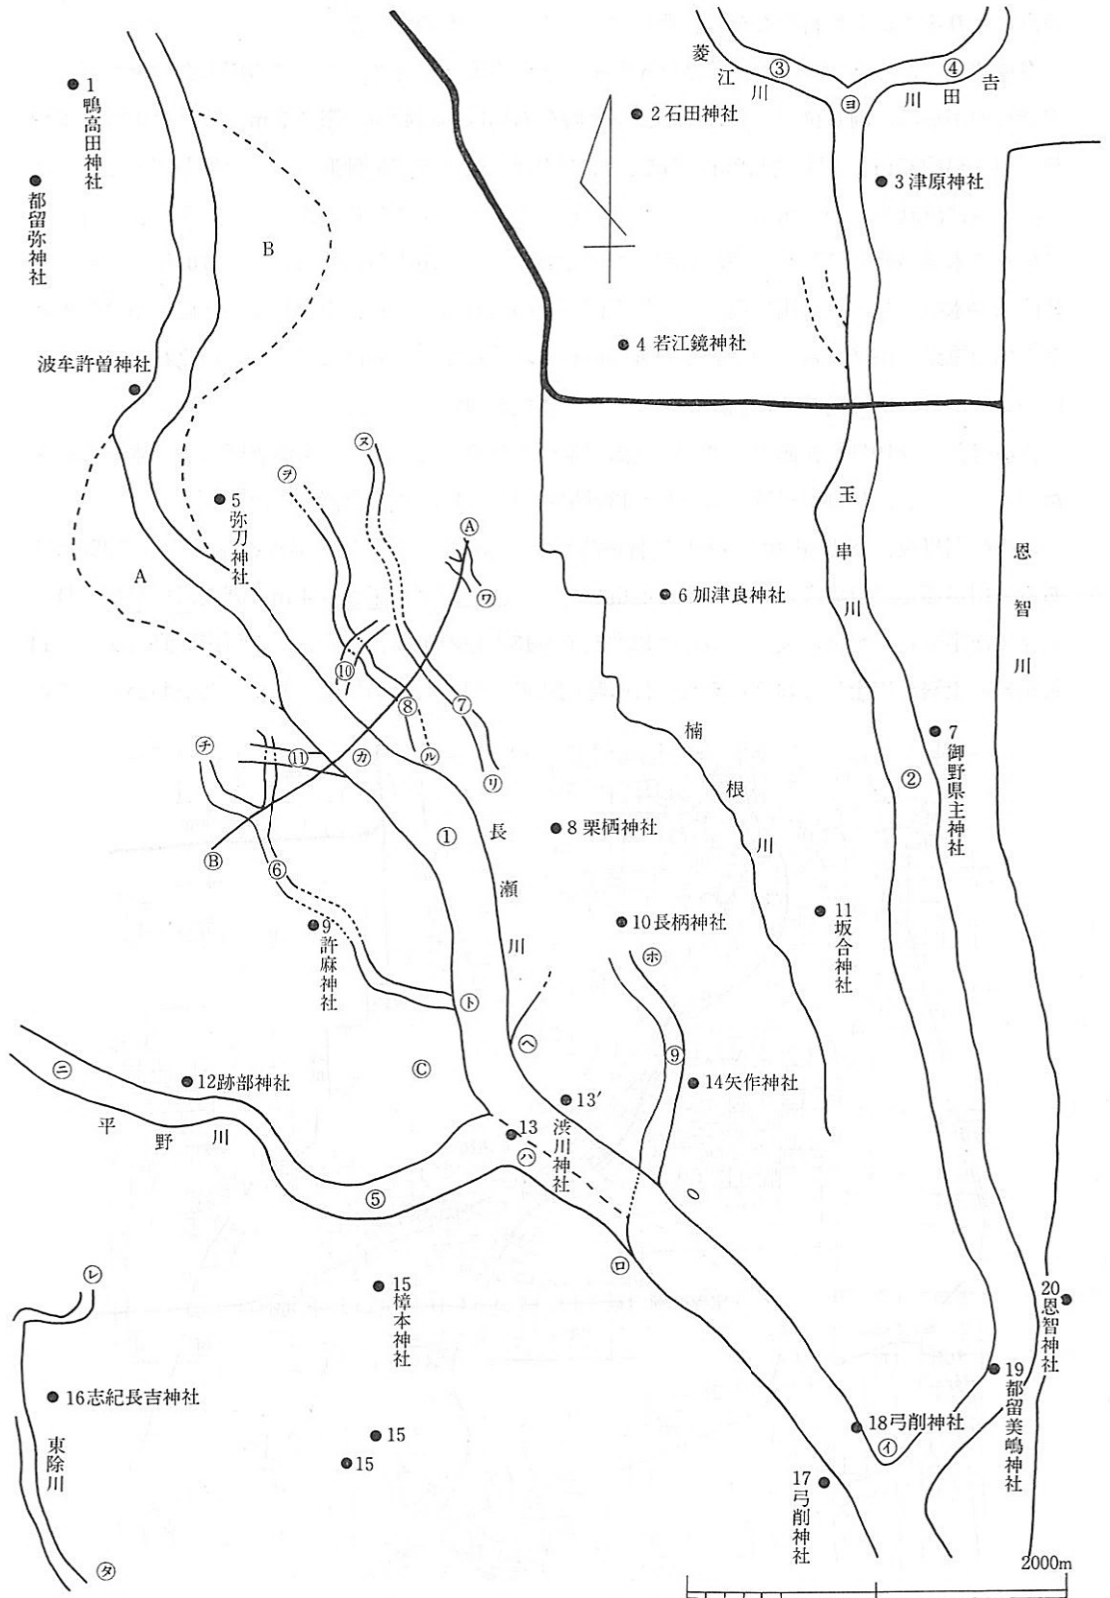 菱江川
③
④
吉田川
㋵
1 鴨高田神社
2 石田神社
3 津原神社
都留弥神社
B
4 若江鏡神社
波牟許曽神社
㋜
㋾
玉串川
5 弥刀神社
Ⓐ
恩智川
A
㋻
6 加津良神社
⑩
⑦
⑧
楠根川
7 御野県主神社
㋠
⑪
㋕
㋸
㋷
②
①
長瀬川
8 栗栖神社
Ⓑ
⑥
9 許麻神社
10 長柄神社
11 坂合神社
㋭
㋣
㋬
⑨
㋥
12 跡部神社
Ⓒ
14 矢作神社
平野川
13
13′
渋川神社
㋩
⑤
㋺
㋹
15 樟本神社
20 恩智神社
16 志紀長吉神社
19 都留美嶋神社
東除川
15
15
18 弓削神社
㋑
17 弓削神社
㋟
2000m